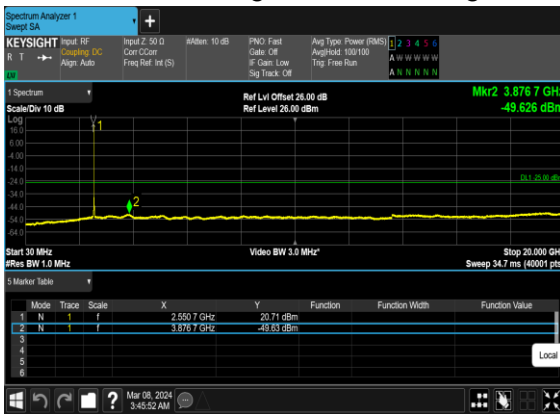 Spectrum Analyzer 1
Swept SA
+
KEYSIGHT Input: RF Input Z: 50 Ω #Atten: 10 dB PNO: Fast Avg Type: Power (RMS) 1 2 3 4 5 6
R T Coupling: DC Corr CCorr Gate: Off Avg|Hold: 100/100 A W W W W W
Align: Auto Freq Ref: Int (S) IF Gain: Low Trig: Free Run
Sig Track: Off A N N N N N
1 Spectrum Ref Lvl Offset 26.00 dB Mkr2 3.876 7 GHz
Scale/Div 10 dB Ref Level 26.00 dBm -49.626 dBm
Log
16.0
6.00
-4.00
-14.0
-24.0
-34.0
-44.0
-54.0
-64.0
1
2
DL1 -25.00 dBm
Start 30 MHz Video BW 3.0 MHz* Stop 20.000 GH
#Res BW 1.0 MHz Sweep 34.7 ms (40001 pts
5 Marker Table
Mode Trace Scale X Y Function Function Width Function Value
1 N 1 f 2.550 7 GHz 20.71 dBm
2 N 1 f 3.876 7 GHz -49.63 dBm
3
4
5
6
Local
? Mar 08, 2024
3:45:52 AM